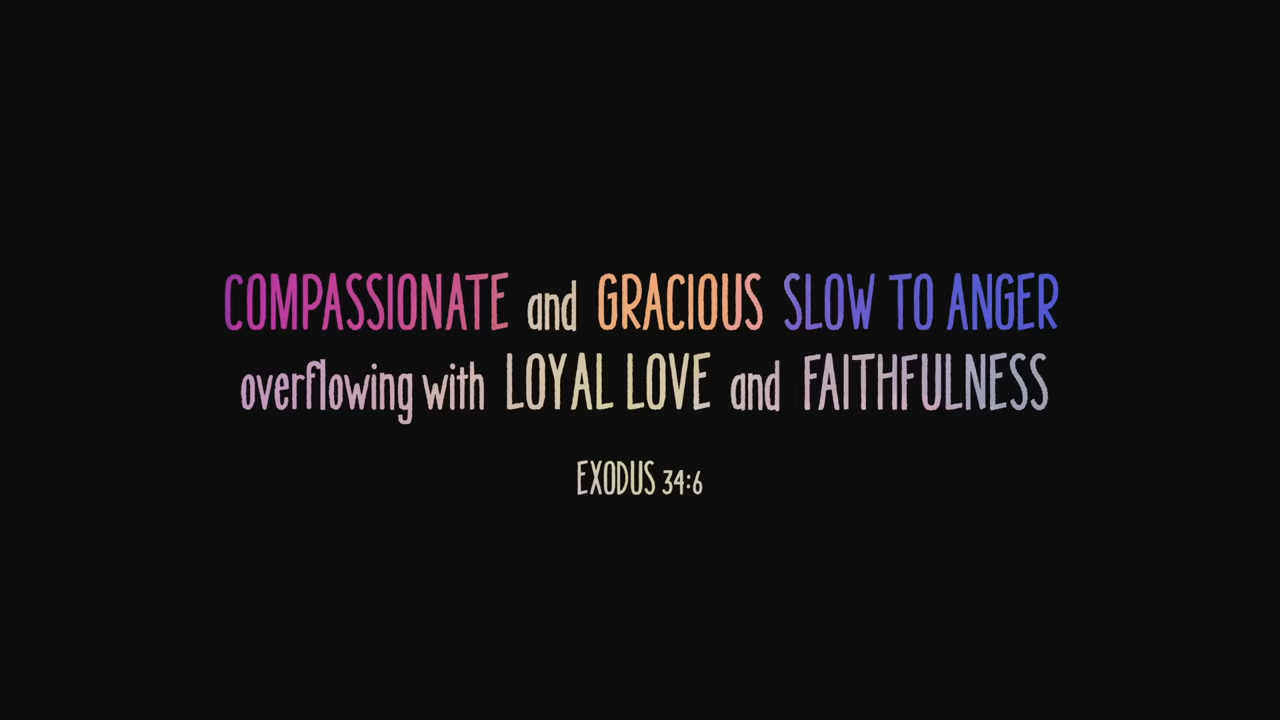 COMPASSIONATE and GRACIOUS SLOW TO ANGER
overflowing with LOYAL LOVE and FAITHFULNESS
EXODUS 34:6